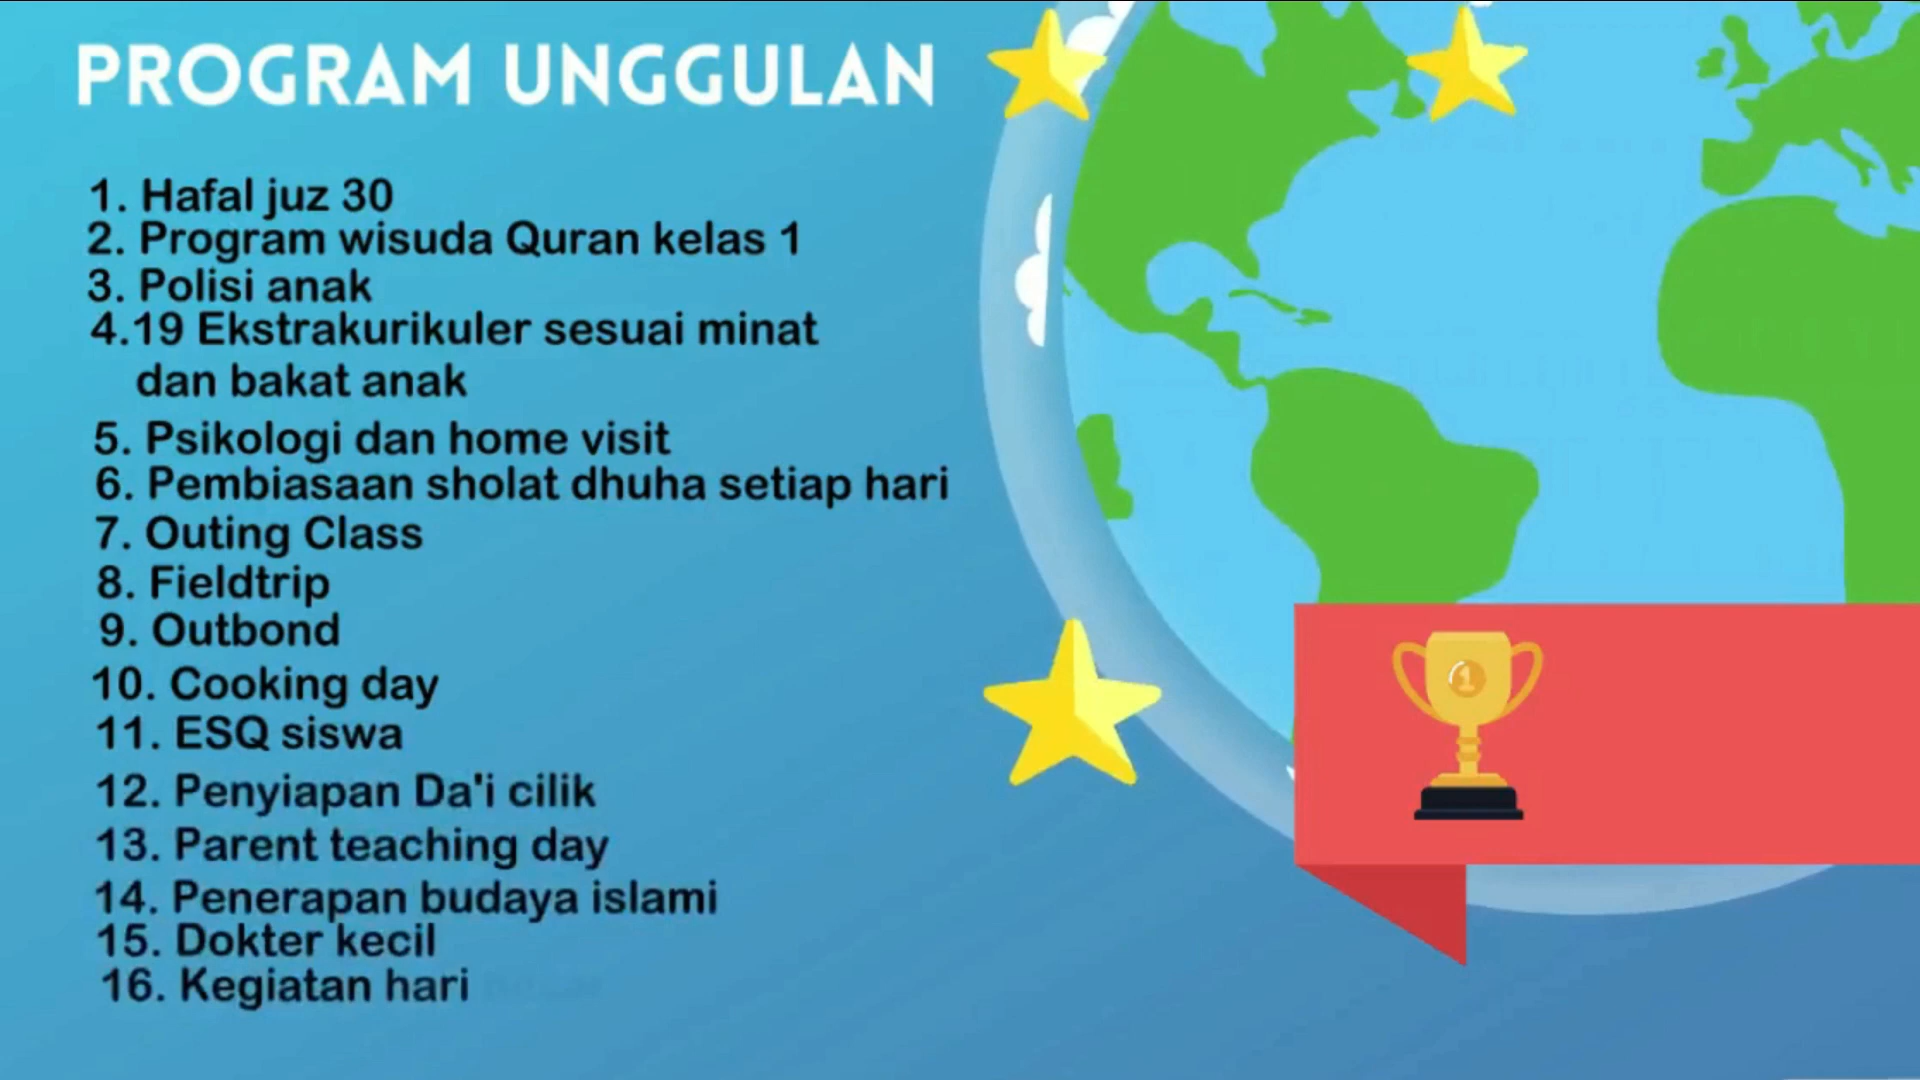 PROGRAM UNGGULAN
1. Hafal juz 30
2. Program wisuda Quran kelas 1
3. Polisi anak
4.19 Ekstrakurikuler sesuai minat
dan bakat anak
5. Psikologi dan home visit
6. Pembiasaan sholat dhuha setiap hari
7. Outing Class
8. Fieldtrip
9. Outbond
10. Cooking day
11. ESQ siswa
12. Penyiapan Da'i cilik
13. Parent teaching day
14. Penerapan budaya islami
15. Dokter kecil
16. Kegiatan hari
1